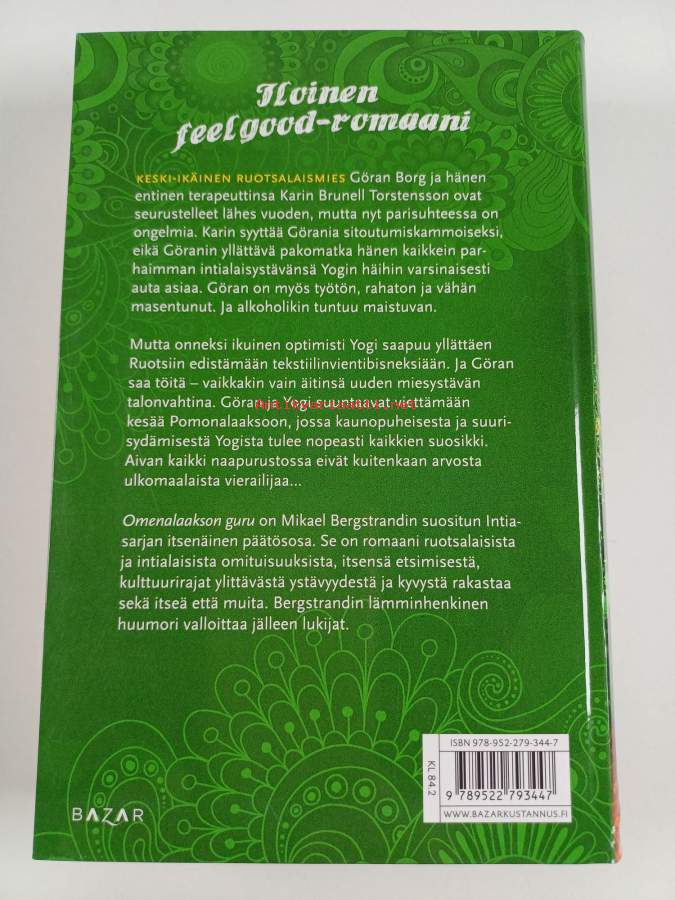 Iloinen
feelgood-romaani
KESKI-IKÄINEN RUOTSALAISMIES Göran Borg ja hänen
entinen terapeuttinsa Karin Brunell Torstensson ovat
seurustelleet lähes vuoden, mutta nyt parisuhteessa on
ongelmia. Karin syyttää Görania sitoutumiskammoiseksi,
eikä Göranin yllättävä pakomatka hänen kaikkein par-
haimman intialaisystävänsä Yogin häihin varsinaisesti
auta asiaa. Göran on myös työtön, rahaton ja vähän
masentunut. Ja alkoholikin tuntuu maistuvan.
Mutta onneksi ikuinen optimisti Yogi saapuu yllättäen
Ruotsiin edistämään tekstiilinvientibisneksiään. Ja Göran
saa töitä – vaikkakin vain äitinsä uuden miesystävän
talonvahtina. Göran ja Yogi suuntaavat viettämään
kesää Pomonalaaksoon, jossa kaunopuheisesta ja suuri-
sydämisestä Yogista tulee nopeasti kaikkien suosikki.
Aivan kaikki naapurustossa eivät kuitenkaan arvosta
ulkomaalaista vierailijaa...
Omenalaakson guru on Mikael Bergstrandin suositun Intia-
sarjan itsenäinen päätösosa. Se on romaani ruotsalaisista
ja intialaisista omituisuuksista, itsensä etsimisestä,
kulttuurirajat ylittävästä ystävyydestä ja kyvystä rakastaa
sekä itseä että muita. Bergstrandin lämminhenkinen
huumori valloittaa jälleen lukijat.
ISBN 978-952-279-344-7
KL 84.2
9 789522 793447
WWW.BAZARKUSTANNUS.FI
BAZAR